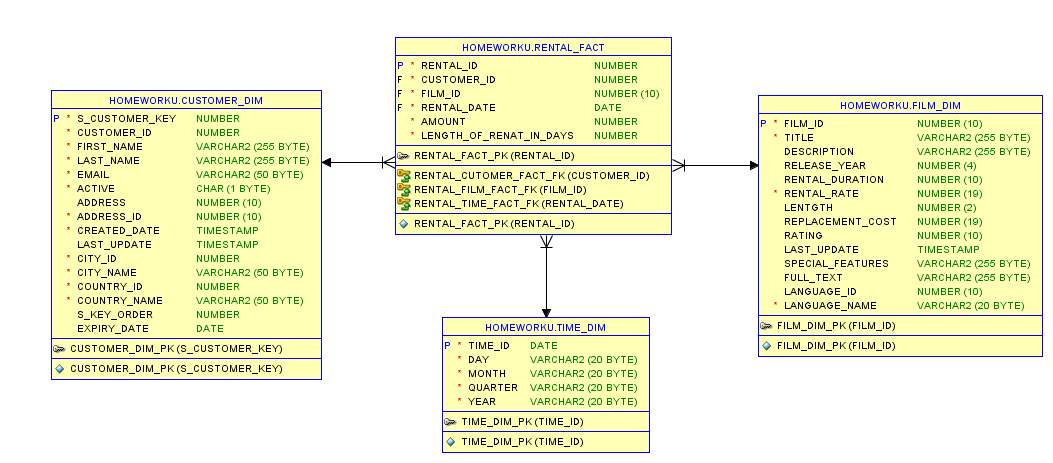 HOMEWORKU.RENTAL_FACT
P * RENTAL_ID NUMBER
F * CUSTOMER_ID NUMBER
F * FILM_ID NUMBER (10)
F * RENTAL_DATE DATE
* AMOUNT NUMBER
* LENGTH_OF_RENAT_IN_DAYS NUMBER
RENTAL_FACT_PK (RENTAL_ID)
RENTAL_CUTOMER_FACT_FK (CUSTOMER_ID)
RENTAL_FILM_FACT_FK (FILM_ID)
RENTAL_TIME_FACT_FK (RENTAL_DATE)
RENTAL_FACT_PK (RENTAL_ID)
HOMEWORKU.CUSTOMER_DIM
P * S_CUSTOMER_KEY NUMBER
* CUSTOMER_ID NUMBER
* FIRST_NAME VARCHAR2 (255 BYTE)
* LAST_NAME VARCHAR2 (255 BYTE)
* EMAIL VARCHAR2 (50 BYTE)
* ACTIVE CHAR (1 BYTE)
ADDRESS NUMBER (10)
* ADDRESS_ID NUMBER (10)
* CREATED_DATE TIMESTAMP
LAST_UPDATE TIMESTAMP
* CITY_ID NUMBER
* CITY_NAME VARCHAR2 (50 BYTE)
* COUNTRY_ID NUMBER
* COUNTRY_NAME VARCHAR2 (50 BYTE)
S_KEY_ORDER NUMBER
EXPIRY_DATE DATE
CUSTOMER_DIM_PK (S_CUSTOMER_KEY)
CUSTOMER_DIM_PK (S_CUSTOMER_KEY)
HOMEWORKU.FILM_DIM
P * FILM_ID NUMBER (10)
* TITLE VARCHAR2 (255 BYTE)
DESCRIPTION VARCHAR2 (255 BYTE)
RELEASE_YEAR NUMBER (4)
RENTAL_DURATION NUMBER (10)
* RENTAL_RATE NUMBER (19)
LENTGTH NUMBER (2)
REPLACEMENT_COST NUMBER (19)
RATING NUMBER (10)
LAST_UPDATE TIMESTAMP
SPECIAL_FEATURES VARCHAR2 (255 BYTE)
FULL_TEXT VARCHAR2 (255 BYTE)
LANGUAGE_ID NUMBER (10)
* LANGUAGE_NAME VARCHAR2 (20 BYTE)
FILM_DIM_PK (FILM_ID)
FILM_DIM_PK (FILM_ID)
HOMEWORKU.TIME_DIM
P * TIME_ID DATE
* DAY VARCHAR2 (20 BYTE)
* MONTH VARCHAR2 (20 BYTE)
* QUARTER VARCHAR2 (20 BYTE)
* YEAR VARCHAR2 (20 BYTE)
TIME_DIM_PK (TIME_ID)
TIME_DIM_PK (TIME_ID)